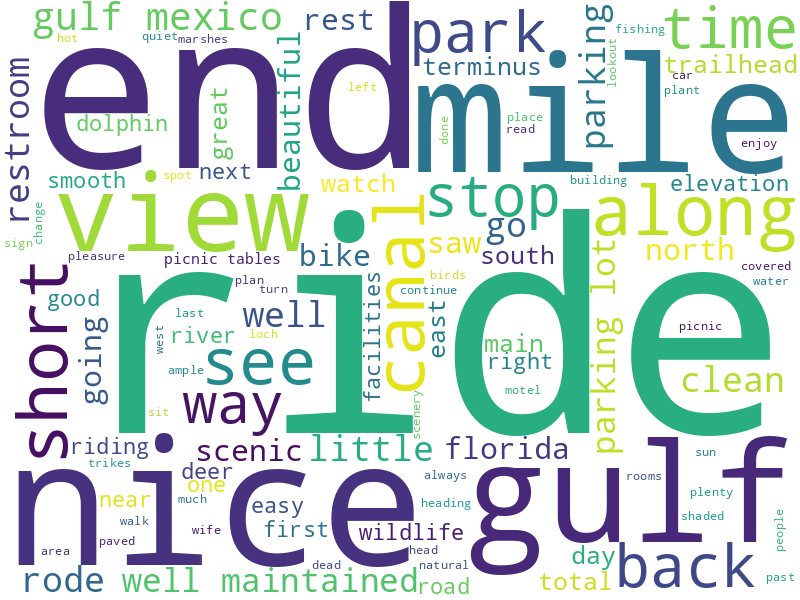 gulf mexico
rest
park
parking
fishing
time
hot
quiet
marshes
end
mile
beautiful
terminus
lookout
trailhead
restroom
dolphin
great
left
car
plant
done
place
read
enjoy
smooth
spot
next
watch
stop
building
elevation
change
sign
view
canal
saw
go
along
north
pleasure
picnic tables
bike
south
covered
water
short
good
plan
turn
birds
continue
parking lot
ride
going
last
river
well
loch
facilities
east
main
right
picnic
west
ample
see
motel
clean
sit
way
scenery
riding
trikes
scenic
little
florida
sun
nice
deer
one
much
always
gulf
rooms
near
easy
heading
plenty
walk
wife
first
wildlife
shaded
people
area
paved
dead
head
natural
day
rode
well maintained
road
total
back
past